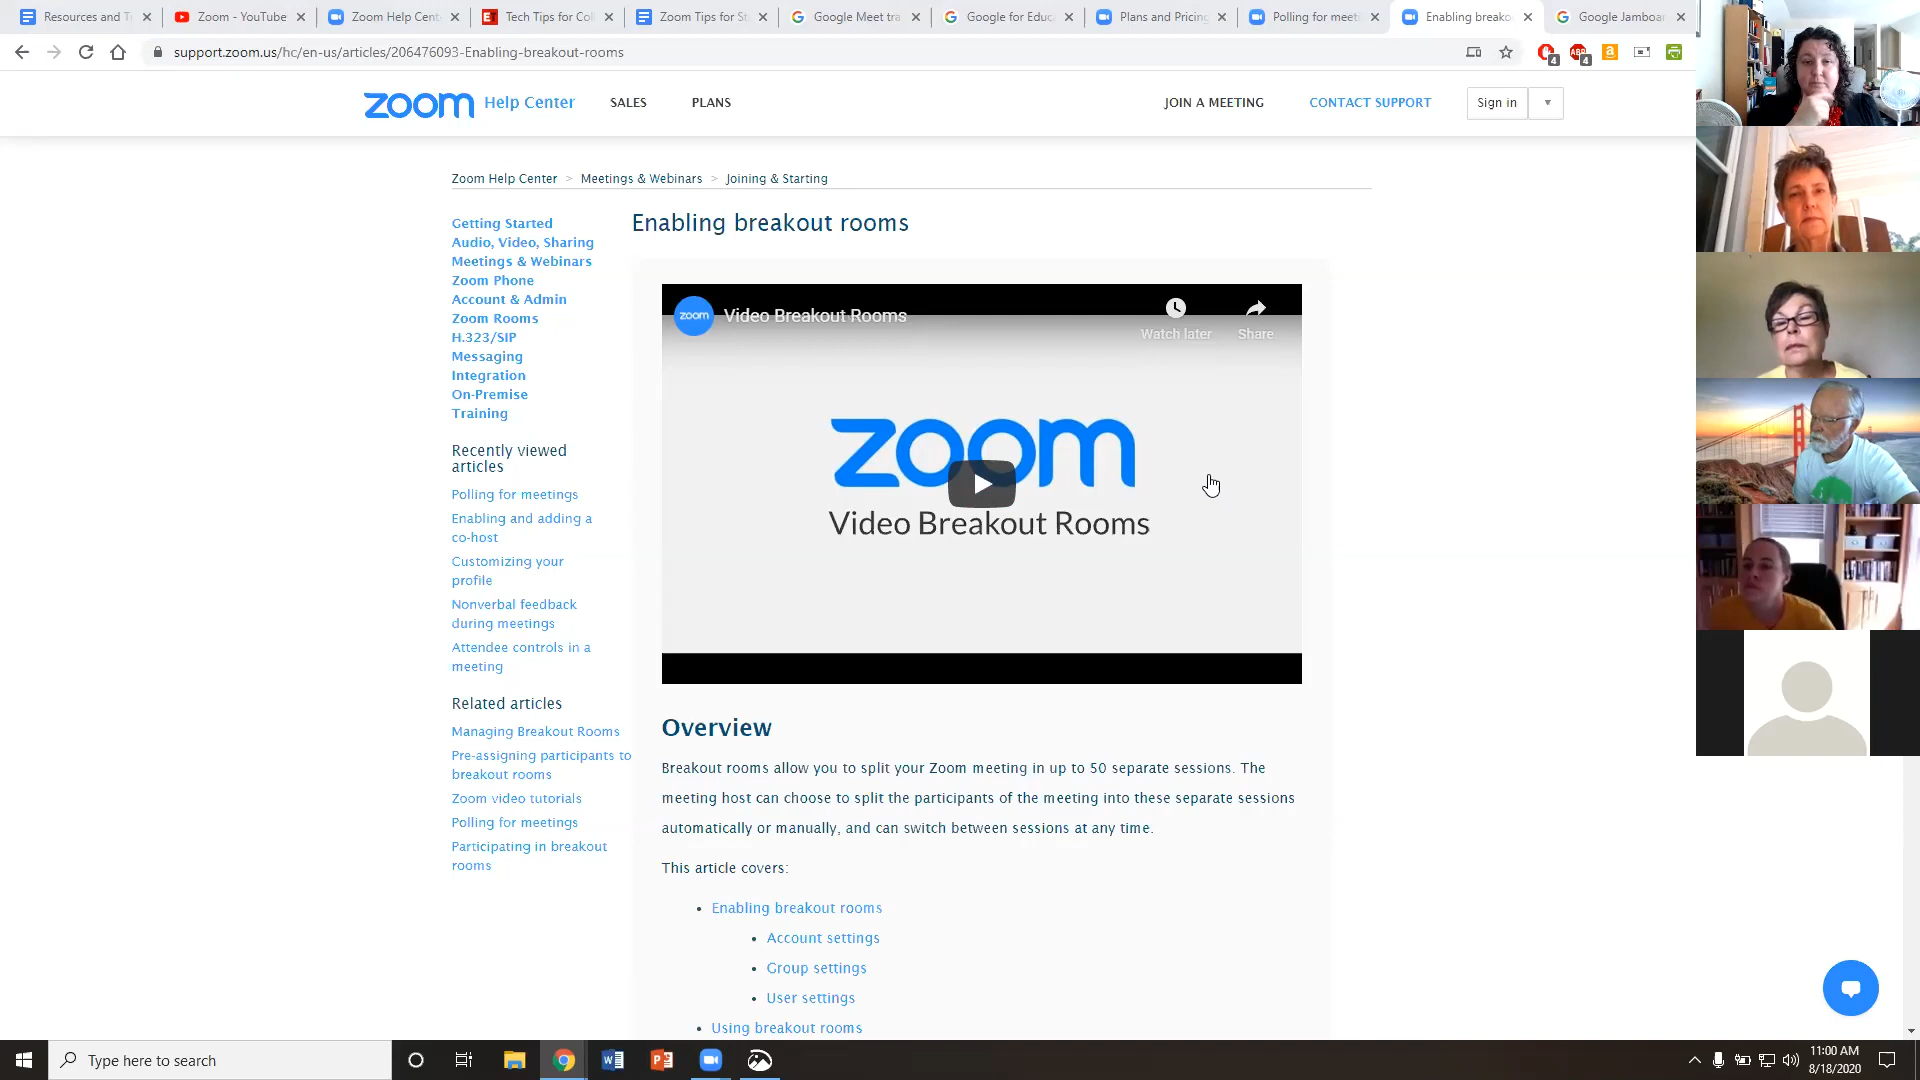 Resources and Ti
Zoom - YouTube
Zoom Help Cent
Tech Tips for Col
Zoom Tips for St
Google Meet tra
Google for Educ
Plans and Pricing
Polling for meeti
Enabling breakou
Google Jamboar
support.zoom.us/hc/en-us/articles/206476093-Enabling-breakout-rooms
zoom Help Center
SALES
PLANS
JOIN A MEETING
CONTACT SUPPORT
Sign in
Zoom Help Center > Meetings & Webinars > Joining & Starting
Getting Started
Audio, Video, Sharing
Meetings & Webinars
Zoom Phone
Account & Admin
Zoom Rooms
H.323/SIP
Messaging
Integration
On-Premise
Training
Recently viewed
articles
Polling for meetings
Enabling and adding a
co-host
Customizing your
profile
Nonverbal feedback
during meetings
Attendee controls in a
meeting
Related articles
Managing Breakout Rooms
Pre-assigning participants to
breakout rooms
Zoom video tutorials
Polling for meetings
Participating in breakout
rooms
Enabling breakout rooms
zoom
Video Breakout Rooms
Watch later
Share
zoom
Video Breakout Rooms
Overview
Breakout rooms allow you to split your Zoom meeting in up to 50 separate sessions. The
meeting host can choose to split the participants of the meeting into these separate sessions
automatically or manually, and can switch between sessions at any time.
This article covers:
• Enabling breakout rooms
• Account settings
• Group settings
• User settings
• Using breakout rooms
Type here to search
11:00 AM
8/18/2020